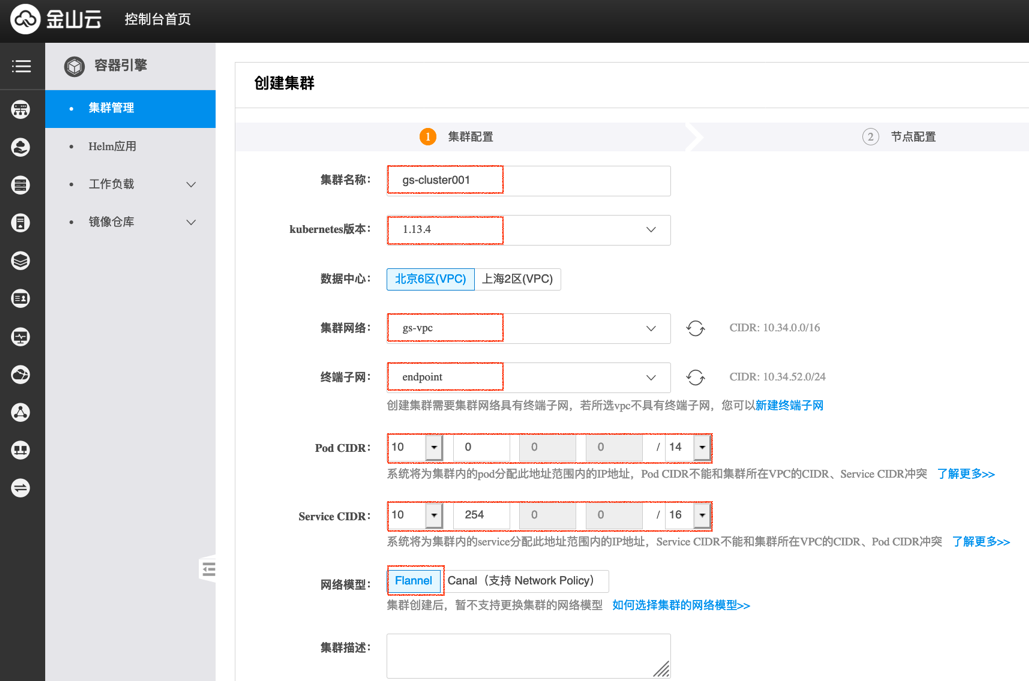 金山云 控制台首页
容器引擎
集群管理
Helm应用
工作负载
镜像仓库
创建集群
1 集群配置
2 节点配置
集群名称: gs-cluster001
kubernetes版本: 1.13.4
数据中心: 北京6区(VPC) 上海2区(VPC)
集群网络: gs-vpc CIDR: 10.34.0.0/16
终端子网: endpoint CIDR: 10.34.52.0/24
创建集群需要集群网络具有终端子网，若所选vpc不具有终端子网，您可以新建终端子网
Pod CIDR: 10 0 0 0 / 14
系统将为集群内的pod分配此地址范围内的IP地址，Pod CIDR不能和集群所在VPC的CIDR、Service CIDR冲突 了解更多>>
Service CIDR: 10 254 0 0 / 16
系统将为集群内的service分配此地址范围内的IP地址，Service CIDR不能和集群所在VPC的CIDR、Pod CIDR冲突 了解更多>>
网络模型: Flannel Canal（支持 Network Policy）
集群创建后，暂不支持更换集群的网络模型 如何选择集群的网络模型>>
集群描述: